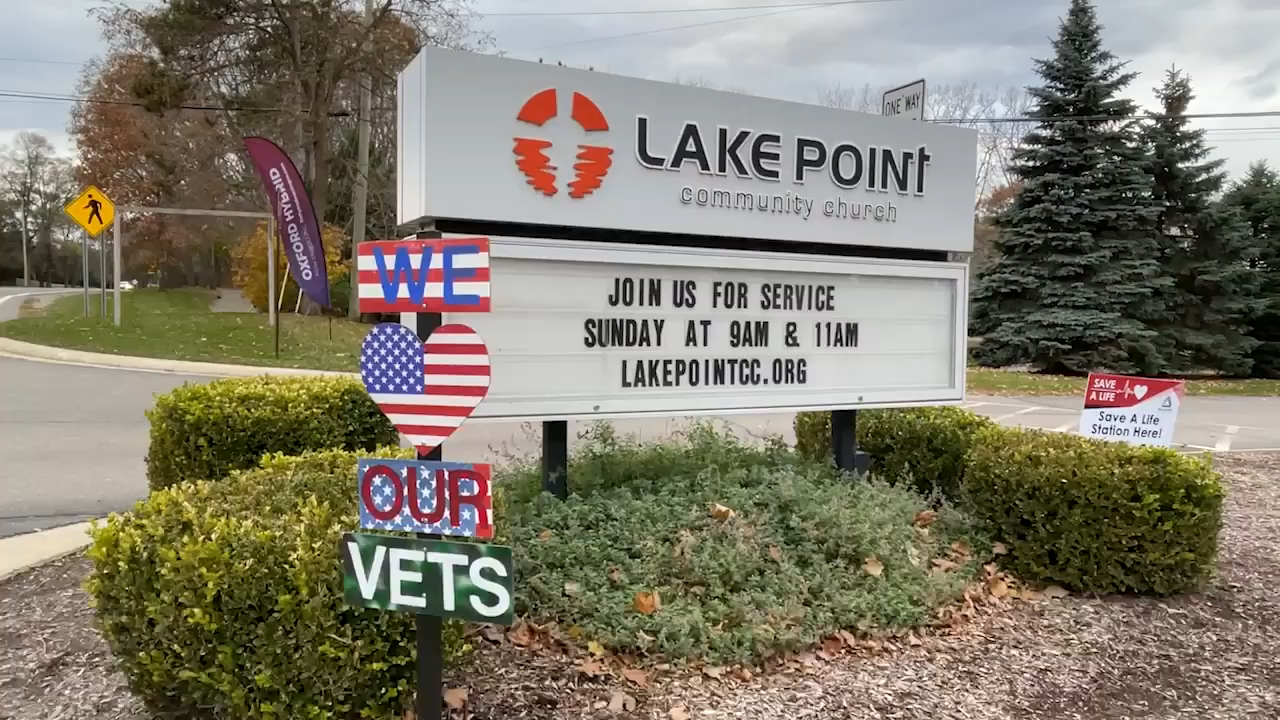 ONE WAY
LAKE POINT
community church
OXFORD HYBRID
WE
JOIN US FOR SERVICE
SUNDAY AT 9AM & 11AM
LAKEPOINTCC.ORG
OUR
VETS
SAVE
A LIFE
Save A Life
Station Here!